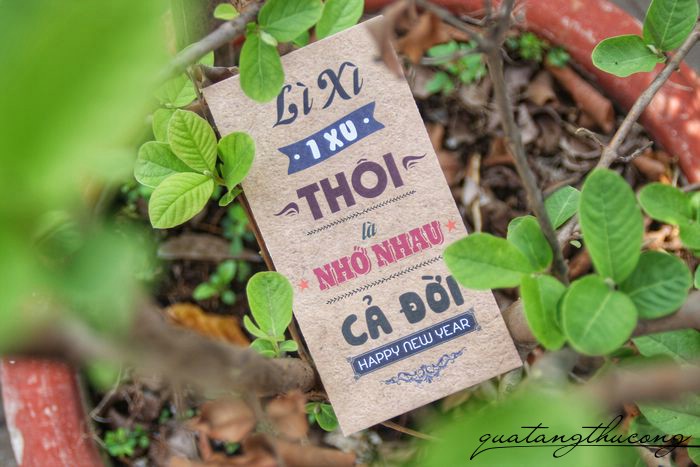 Lì Xì
1 XU
THÔI
là
NHỚ NHAU
CẢ ĐỜI
HAPPY NEW YEAR
quatangthucong